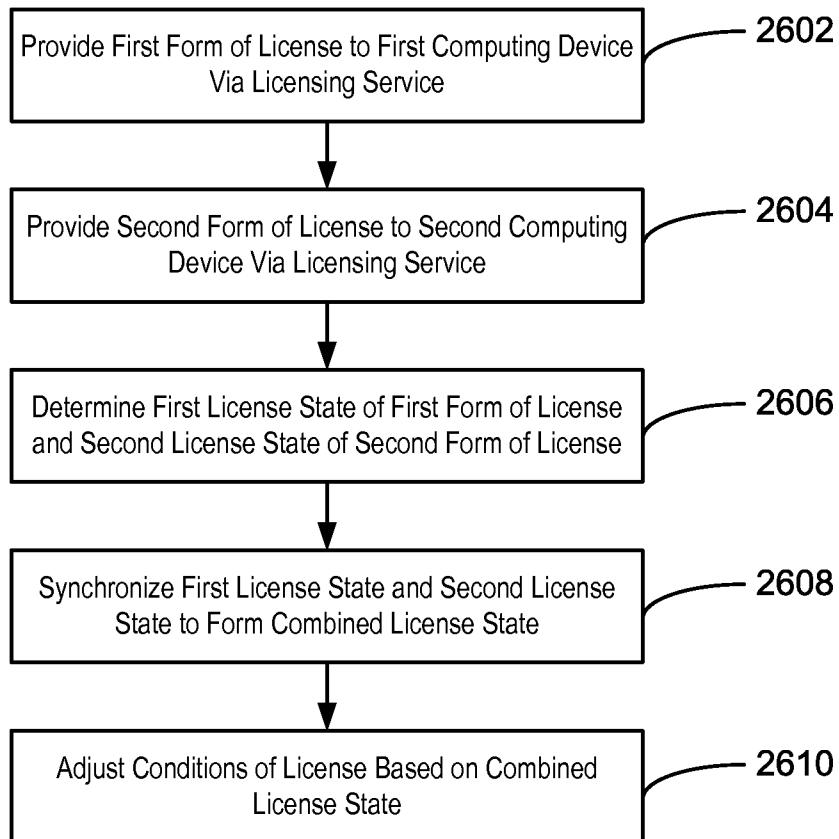 Provide First Form of License to First Computing Device
Via Licensing Service
2602
Provide Second Form of License to Second Computing
Device Via Licensing Service
2604
Determine First License State of First Form of License
and Second License State of Second Form of License
2606
Synchronize First License State and Second License
State to Form Combined License State
2608
Adjust Conditions of License Based on Combined
License State
2610